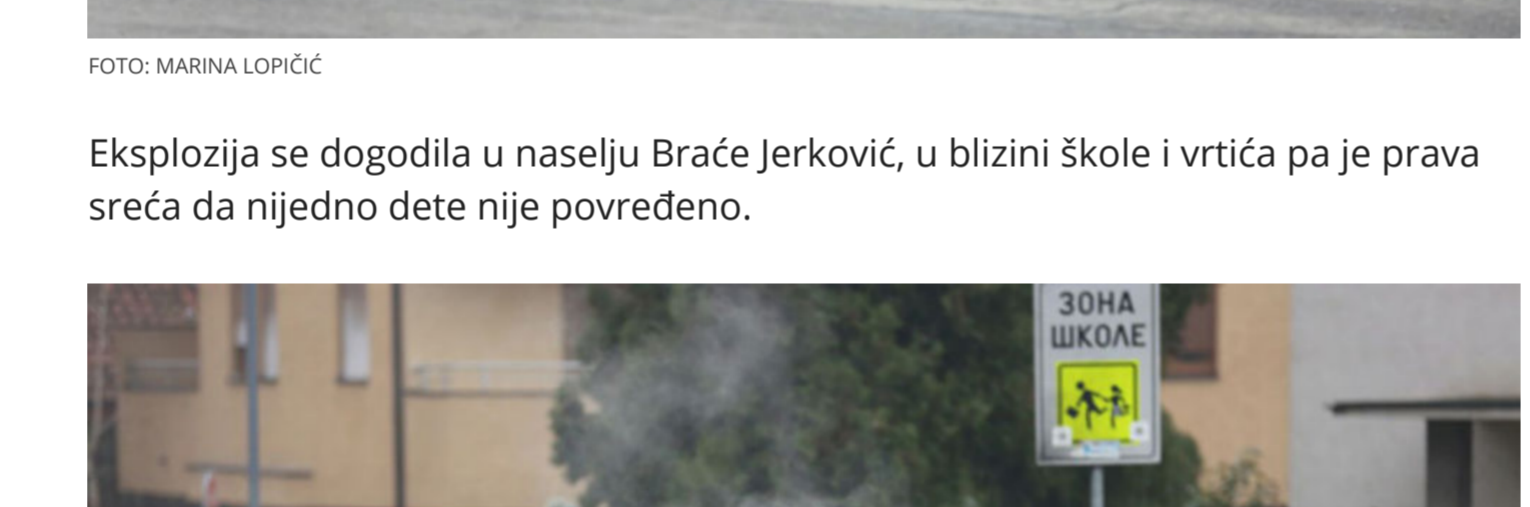 FOTO: MARINA LOPIČIĆ
Eksplozija se dogodila u naselju Braće Jerković, u blizini škole i vrtića pa je prava
sreća da nijedno dete nije povređeno.
ЗОНА
ШКОЛЕ